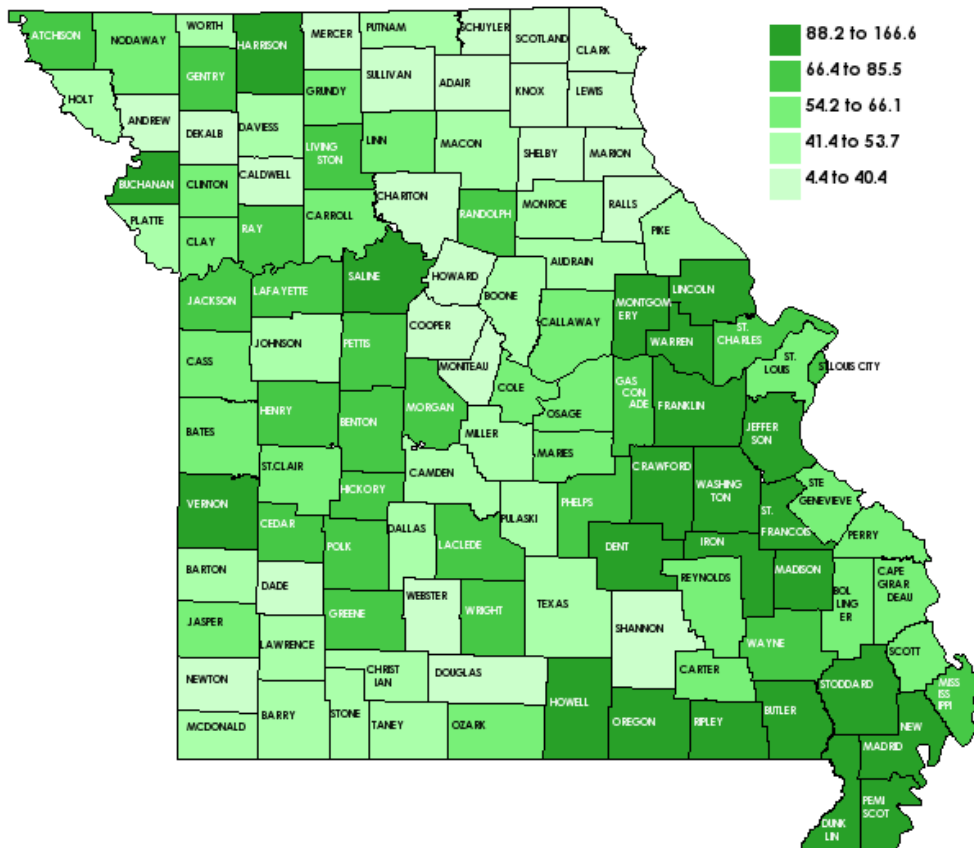 ATCHISON
NODAWAY
WORTH
HARRISON
MERCER
PUTNAM
SCHUYLER
SCOTLAND
CLARK
88.2 to 166.6
66.4 to 85.5
54.2 to 66.1
41.4 to 53.7
4.4 to 40.4
GENTRY
SULLIVAN
ADAIR
KNOX
LEWIS
HOLT
ANDREW
GRUNDY
DEKALB
DAVIESS
LIVING
STON
LINN
MACON
SHELBY
MARION
BUCHANAN
CLINTON
CALDWELL
CHARITON
PLATTE
CLAY
RAY
CARROLL
RANDOLPH
MONROE
RALLS
PIKE
AUDRAIN
JACKSON
LAFAYETTE
SALINE
HOWARD
BOONE
CALLAWAY
MONTGOM
ERY
LINCOLN
WARREN
ST.
CHARLES
COOPER
JOHNSON
PETTIS
CASS
MONITEAU
COLE
OSAGE
GAS
CON
ADE
FRANKLIN
ST.
LOUIS
ST.LOUIS CITY
HENRY
BENTON
MORGAN
MILLER
MARIES
JEFFER
SON
BATES
ST.CLAIR
CAMDEN
CRAWFORD
WASHING
TON
STE
GENEVIEVE
VERNON
HICKORY
CEDAR
POLK
DALLAS
LACLEDE
PULASKI
PHELPS
DENT
IRON
ST.
FRANCOIS
PERRY
BARTON
DADE
MADISON
REYNOLDS
BOL
LING
ER
CAPE
GIRAR
DEAU
JASPER
GREENE
WEBSTER
WRIGHT
TEXAS
SHANNON
WAYNE
LAWRENCE
SCOTT
NEWTON
CHRIST
IAN
DOUGLAS
CARTER
STODDARD
MISS
ISS
IPPI
MCDONALD
BARRY
STONE
TANEY
OZARK
HOWELL
OREGON
RIPLEY
BUTLER
NEW
MADRID
DUNK
LIN
PEMI
SCOT